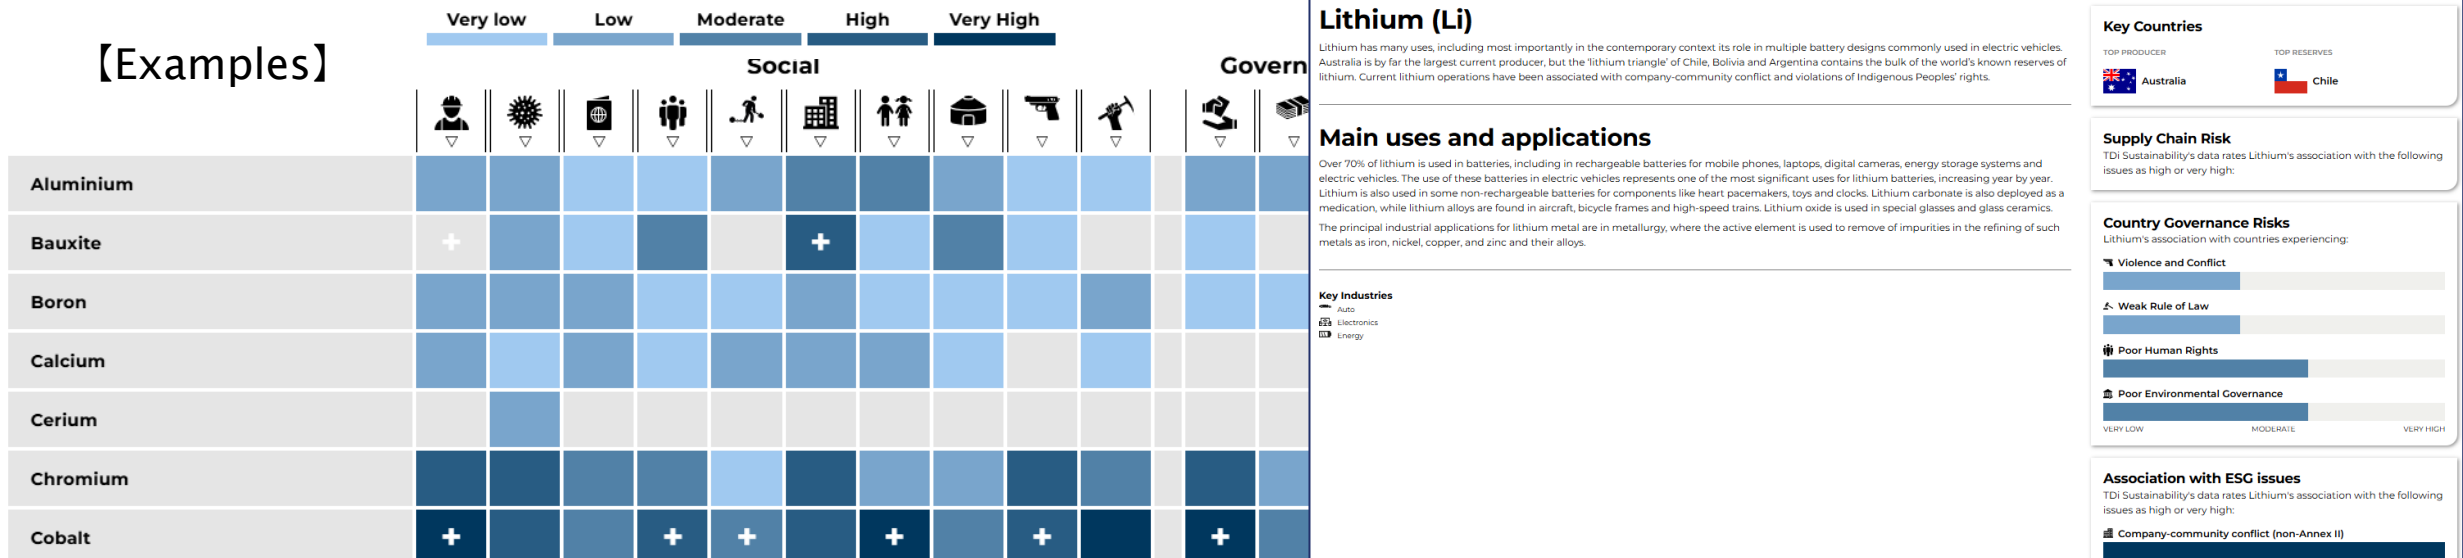 【Examples】
Very low
Low
Moderate
High
Very High
Social
Govern
Aluminium
Bauxite
Boron
Calcium
Cerium
Chromium
Cobalt
Lithium (Li)
Lithium has many uses, including most importantly in the contemporary context its role in multiple battery designs commonly used in electric vehicles.
Australia is by far the largest current producer, but the ‘lithium triangle’ of Chile, Bolivia and Argentina contains the bulk of the world’s known reserves of
lithium. Current lithium operations have been associated with company-community conflict and violations of Indigenous Peoples’ rights.
Main uses and applications
Over 70% of lithium is used in batteries, including in rechargeable batteries for mobile phones, laptops, digital cameras, energy storage systems and
electric vehicles. The use of these batteries in electric vehicles represents one of the most significant uses for lithium batteries, increasing year by year.
Lithium is also used in some non-rechargeable batteries for components like heart pacemakers, toys and clocks. Lithium carbonate is also deployed as a
medication, while lithium alloys are found in aircraft, bicycle frames and high-speed trains. Lithium oxide is used in special glasses and glass ceramics.
The principal industrial applications for lithium metal are in metallurgy, where the active element is used to remove of impurities in the refining of such
metals as iron, nickel, copper, and zinc and their alloys.
Key Industries
Auto
Electronics
Energy
Key Countries
TOP PRODUCER
TOP RESERVES
Australia
Chile
Supply Chain Risk
TDi Sustainability's data rates Lithium's association with the following
issues as high or very high:
Country Governance Risks
Lithium's association with countries experiencing:
Violence and Conflict
Weak Rule of Law
Poor Human Rights
Poor Environmental Governance
VERY LOW
MODERATE
VERY HIGH
Association with ESG issues
TDi Sustainability's data rates Lithium's association with the following
issues as high or very high:
Company-community conflict (non-Annex II)